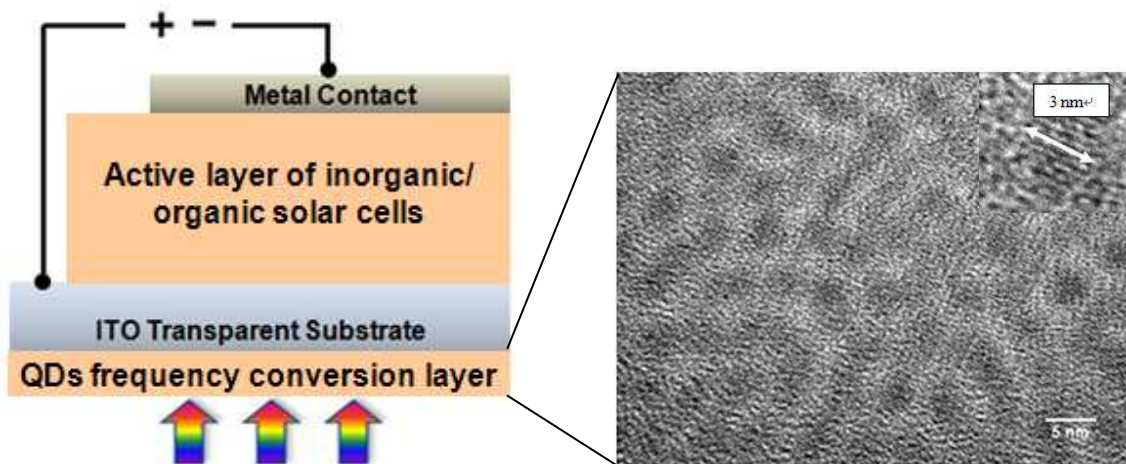 + -
Metal Contact
Active layer of inorganic/
organic solar cells
ITO Transparent Substrate
QDs frequency conversion layer
3 nm↵
5 nm